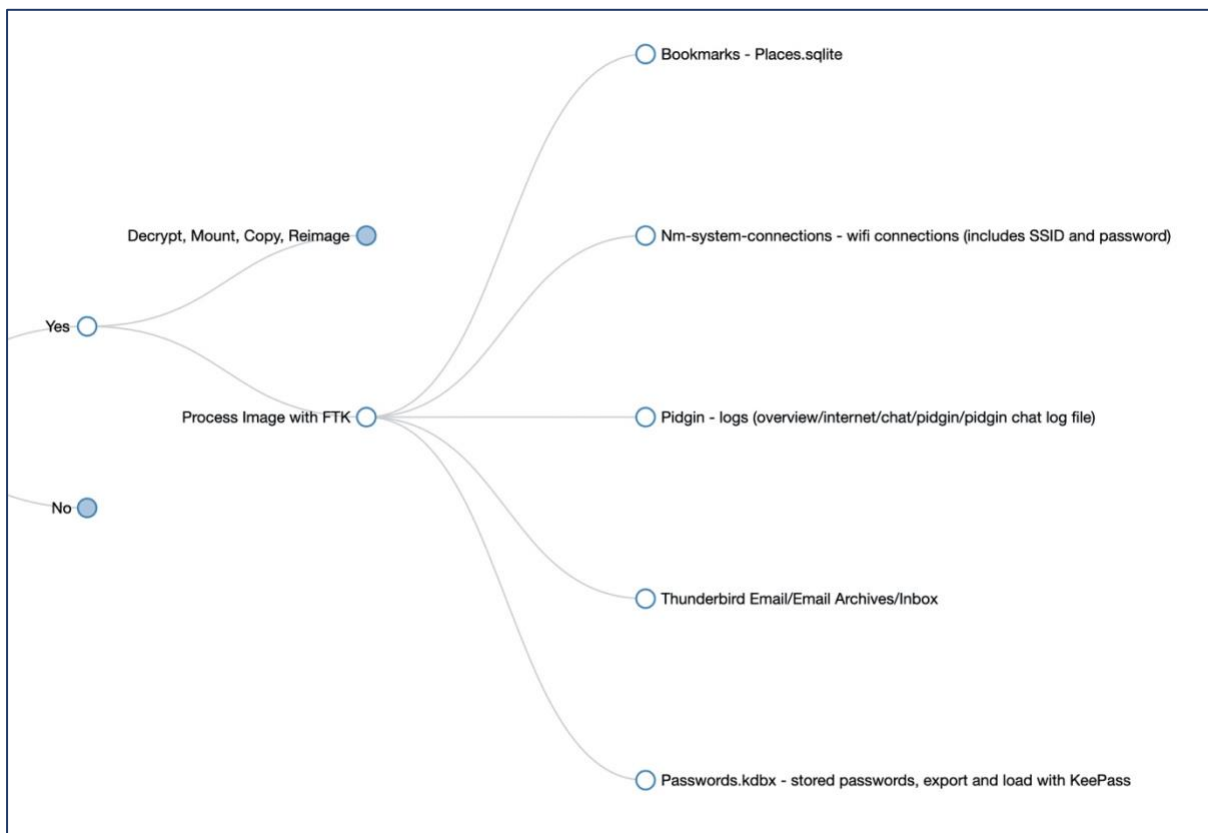 Bookmarks - Places.sqlite
Decrypt, Mount, Copy, Reimage
Nm-system-connections - wifi connections (includes SSID and password)
Yes
Process Image with FTK
Pidgin - logs (overview/internet/chat/pidgin/pidgin chat log file)
No
Thunderbird Email/Email Archives/Inbox
Passwords.kdbx - stored passwords, export and load with KeePass